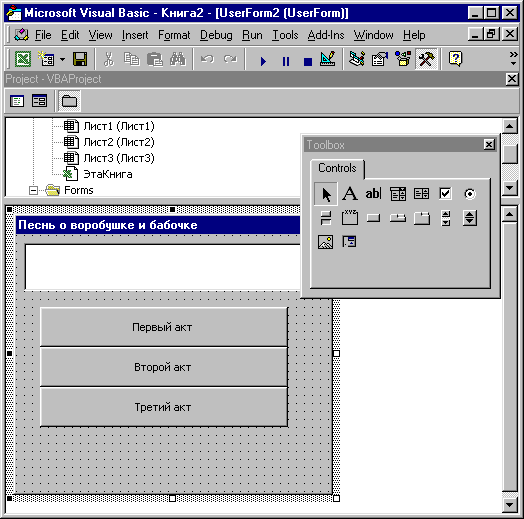 Microsoft Visual Basic - Книга2 - [UserForm2 (UserForm)]
File Edit View Insert Format Debug Run Tools Add-Ins Window Help
Project - VBAProject
Лист1 (Лист1)
Лист2 (Лист2)
Лист3 (Лист3)
ЭтаКнига
Forms
Toolbox
Controls
A ab|
xyz
Песнь о воробушке и бабочке
Первый акт
Второй акт
Третий акт